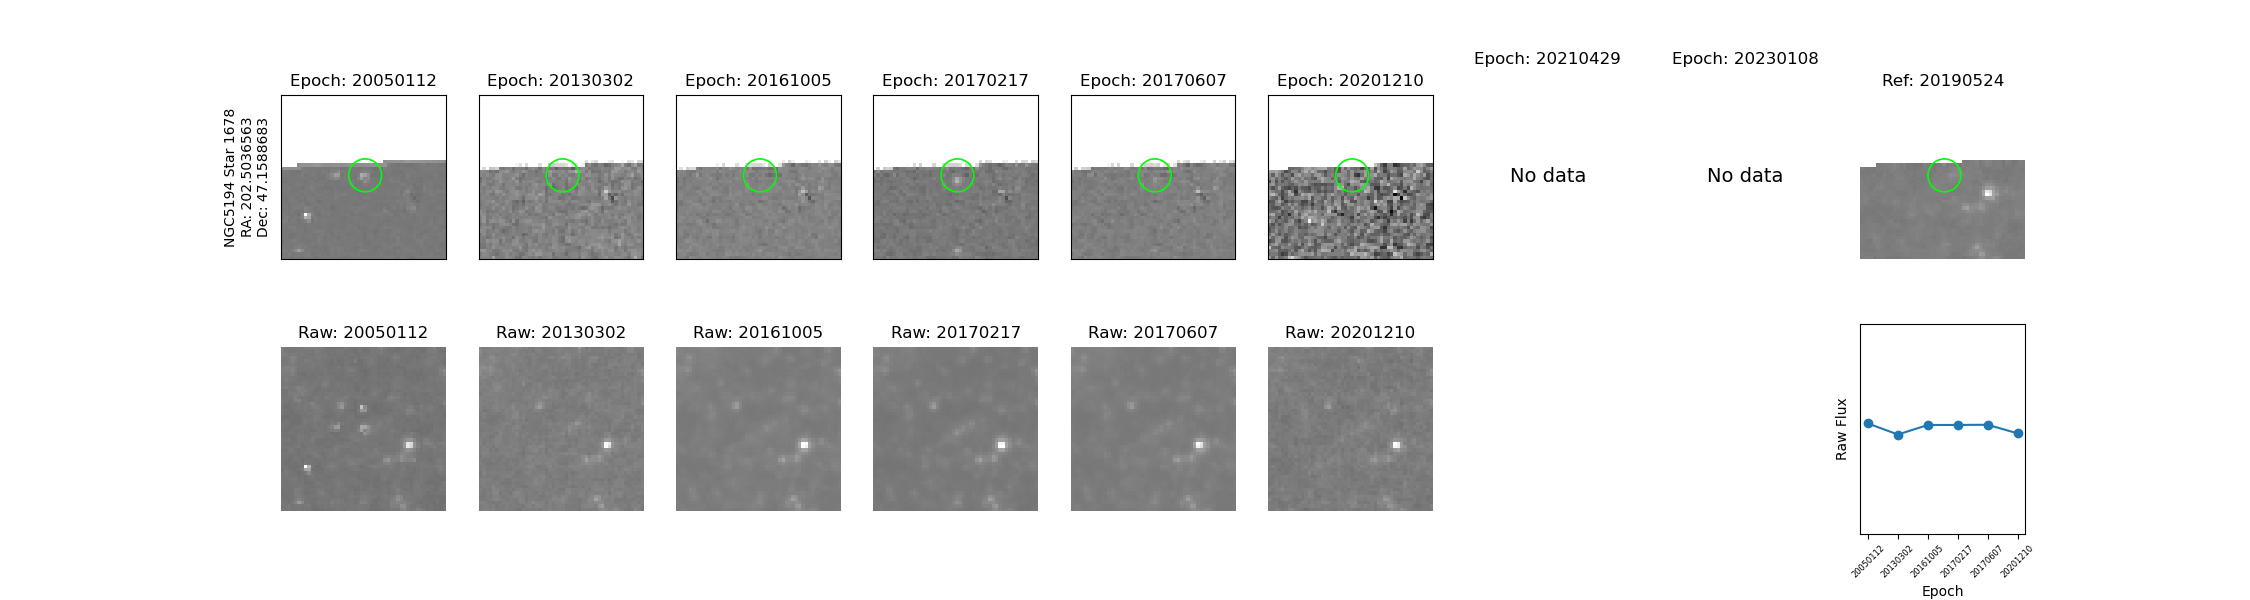 Epoch: 20210429
Epoch: 20230108
Epoch: 20050112
Epoch: 20130302
Epoch: 20161005
Epoch: 20170217
Epoch: 20170607
Epoch: 20201210
Ref: 20190524
NGC5194 Star 1678
RA: 202.5036563
Dec: 47.1588683
No data
No data
Raw: 20050112
Raw: 20130302
Raw: 20161005
Raw: 20170217
Raw: 20170607
Raw: 20201210
Raw Flux
20050112
20130302
20161005
20170217
20170607
20201210
Epoch